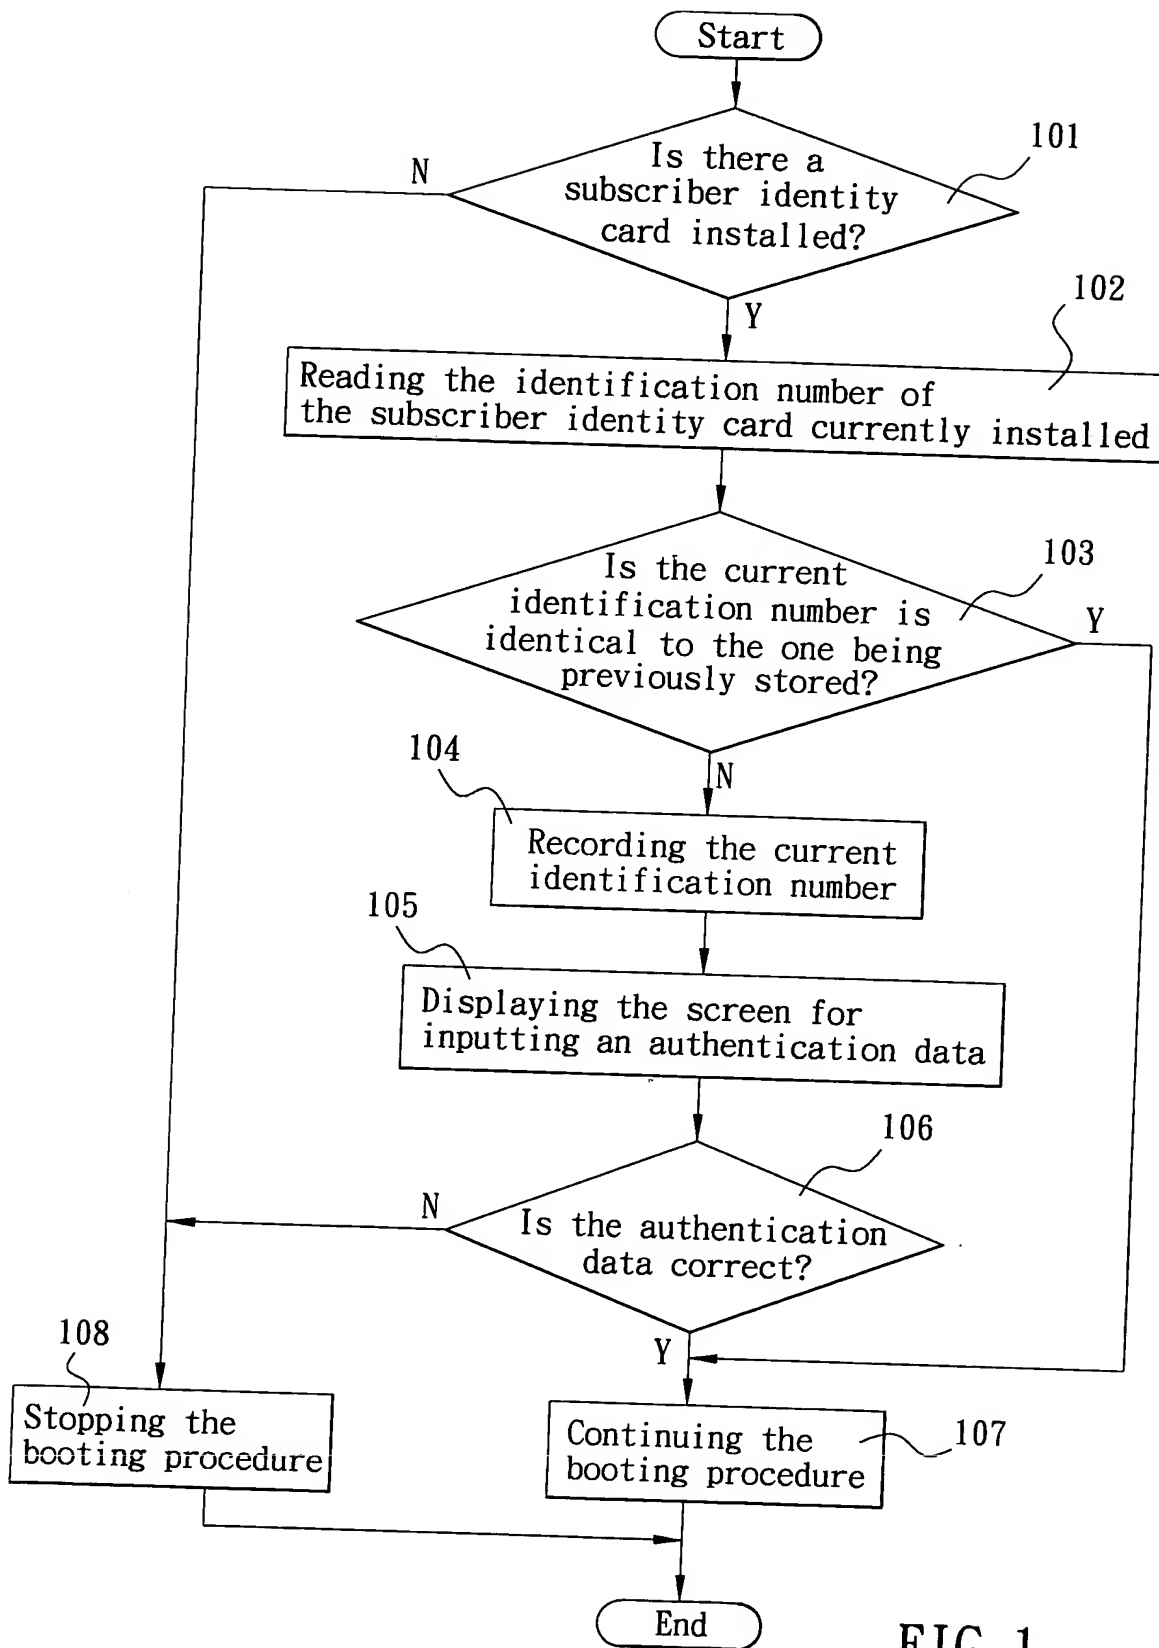 Start
101
N
Is there a
subscriber identity
card installed?
102
Y
Reading the identification number of
the subscriber identity card currently installed
103
Is the current
identification number is
identical to the one being
previously stored?
Y
104
N
Recording the current
identification number
105
Displaying the screen for
inputting an authentication data
106
N
Is the authentication
data correct?
108
Y
Stopping the
booting procedure
Continuing the
booting procedure
107
End
FIG.1